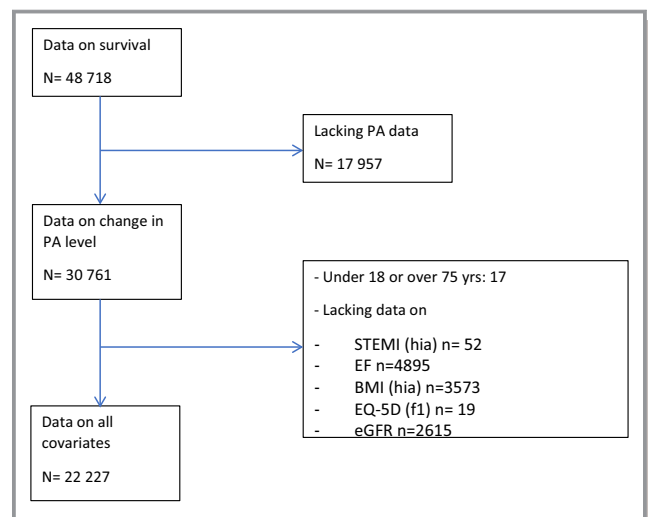 Data on survival
N= 48 718
Lacking PA data
N= 17 957
Data on change in
PA level
N= 30 761
- Under 18 or over 75 yrs: 17
- Lacking data on
- STEMI (hia) n= 52
- EF n=4895
- BMI (hia) n=3573
- EQ-5D (f1) n= 19
- eGFR n=2615
Data on all
covariates
N= 22 227